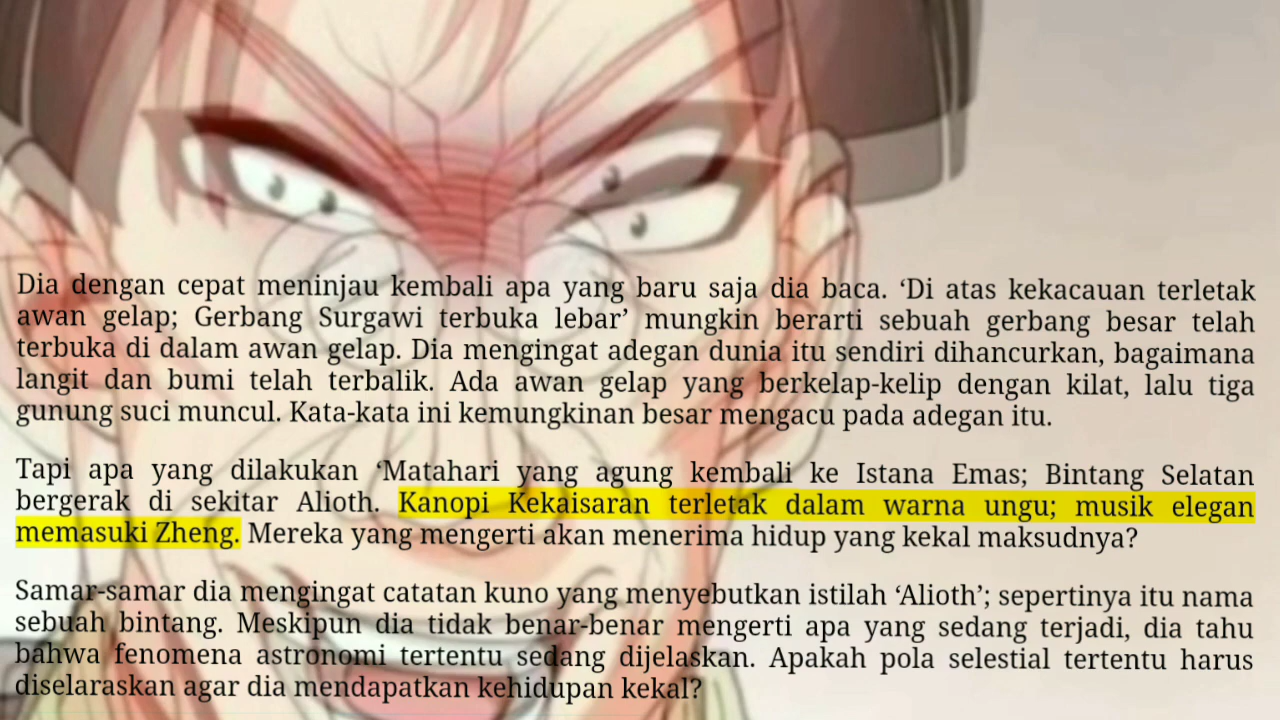 Dia dengan cepat meninjau kembali apa yang baru saja dia baca. ‘Di atas kekacauan terletak
awan gelap; Gerbang Surgawi terbuka lebar’ mungkin berarti sebuah gerbang besar telah
terbuka di dalam awan gelap. Dia mengingat adegan dunia itu sendiri dihancurkan, bagaimana
langit dan bumi telah terbalik. Ada awan gelap yang berkelap-kelip dengan kilat, lalu tiga
gunung suci muncul. Kata-kata ini kemungkinan besar mengacu pada adegan itu.
Tapi apa yang dilakukan ‘Matahari yang agung kembali ke Istana Emas; Bintang Selatan
bergerak di sekitar Alioth. Kanopi Kekaisaran terletak dalam warna ungu; musik elegan
memasuki Zheng. Mereka yang mengerti akan menerima hidup yang kekal maksudnya?
Samar-samar dia mengingat catatan kuno yang menyebutkan istilah ‘Alioth’; sepertinya itu nama
sebuah bintang. Meskipun dia tidak benar-benar mengerti apa yang sedang terjadi, dia tahu
bahwa fenomena astronomi tertentu sedang dijelaskan. Apakah pola selestial tertentu harus
diselaraskan agar dia mendapatkan kehidupan kekal?